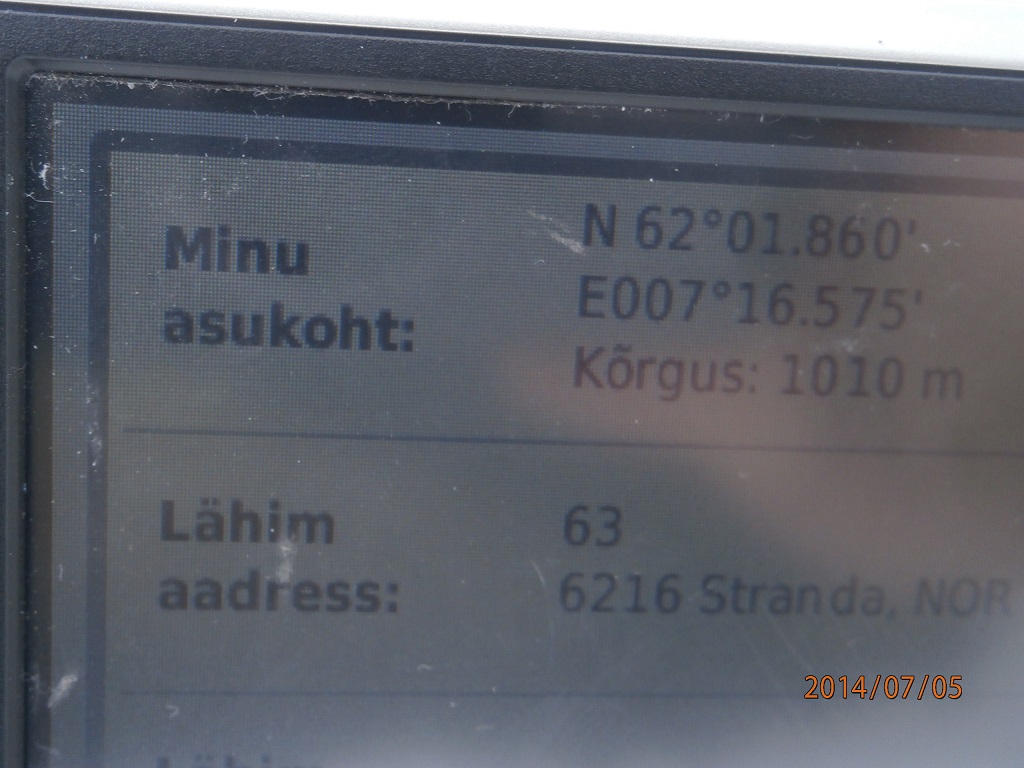 Minu
asukoht:
N 62°01.860'
E007°16.575'
Kõrgus: 1010 m
Lähim
aadress:
63
6216 Stranda, NOR
Lähim
2014/07/05